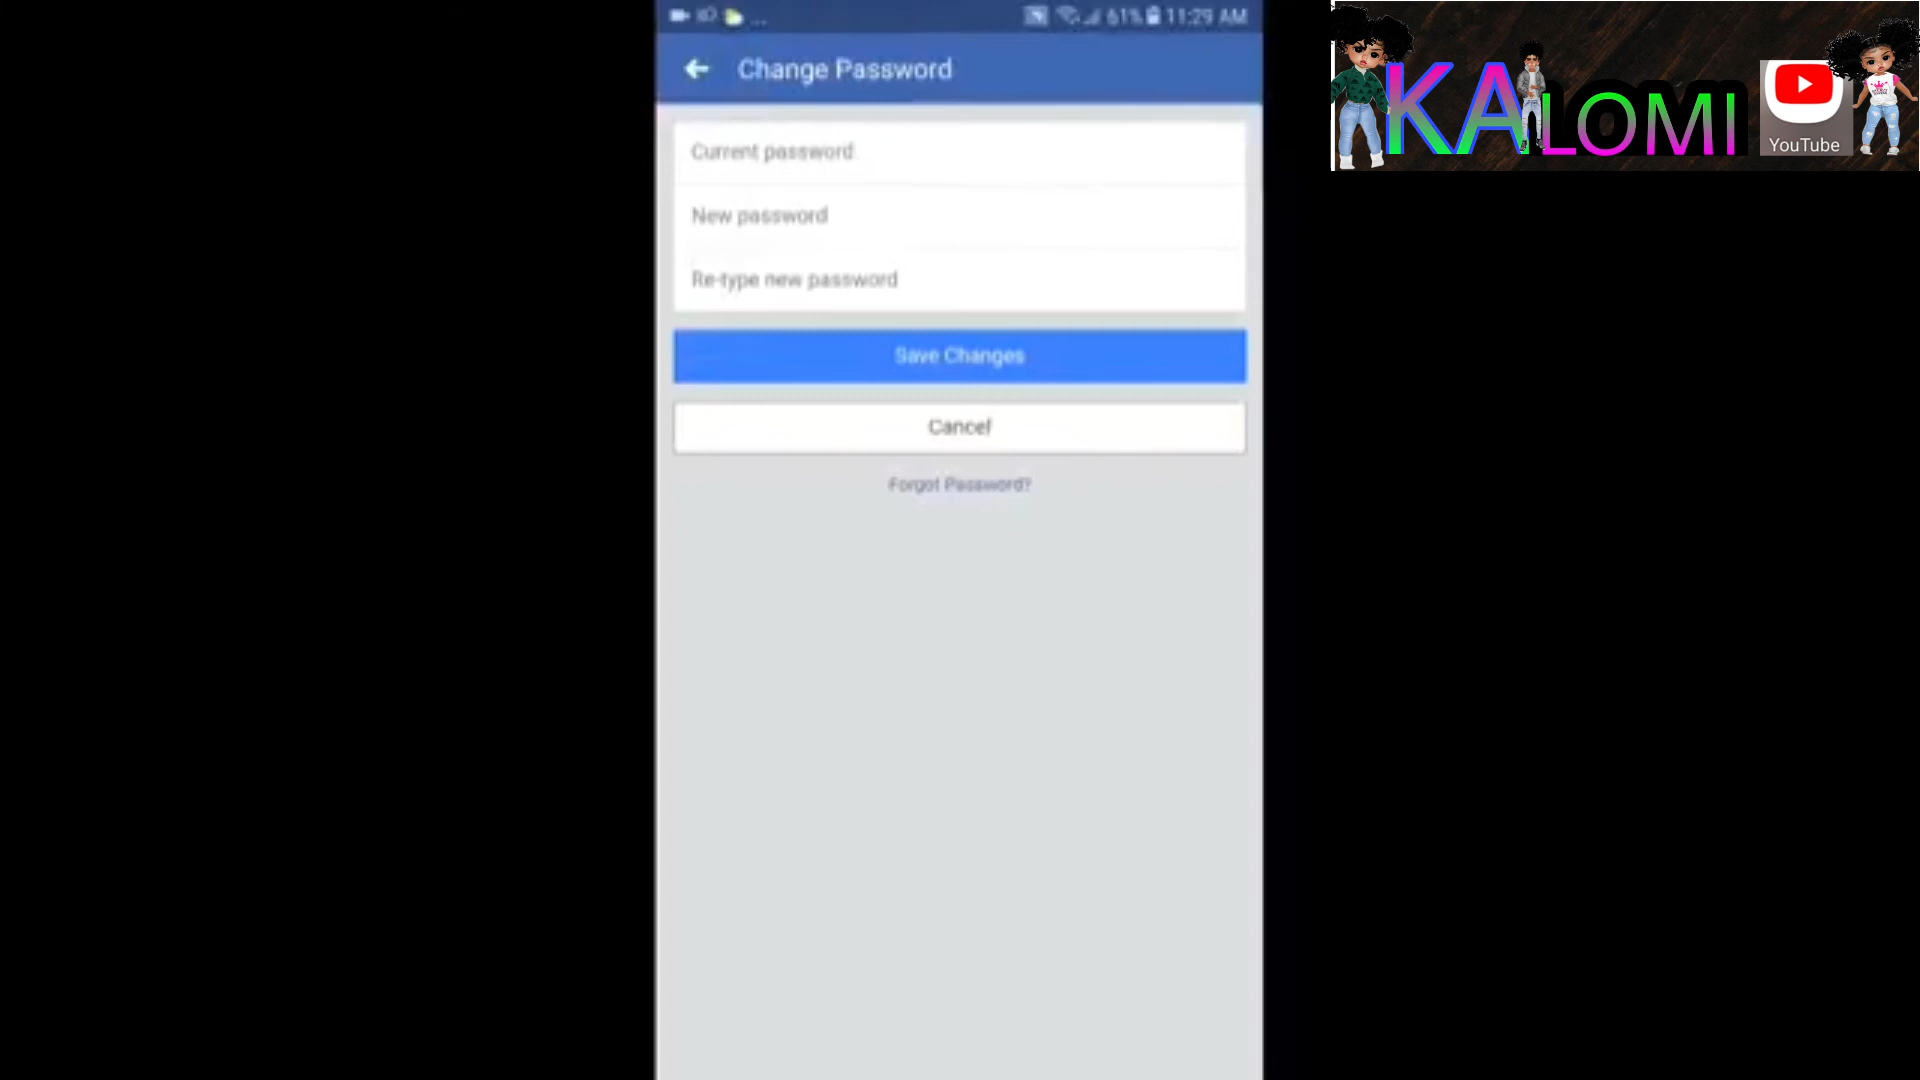 ... 61% 11:29 AM
Change Password
Current password
New password
Re-type new password
Save Changes
Cancel
Forgot Password?
KALOMI
YouTube